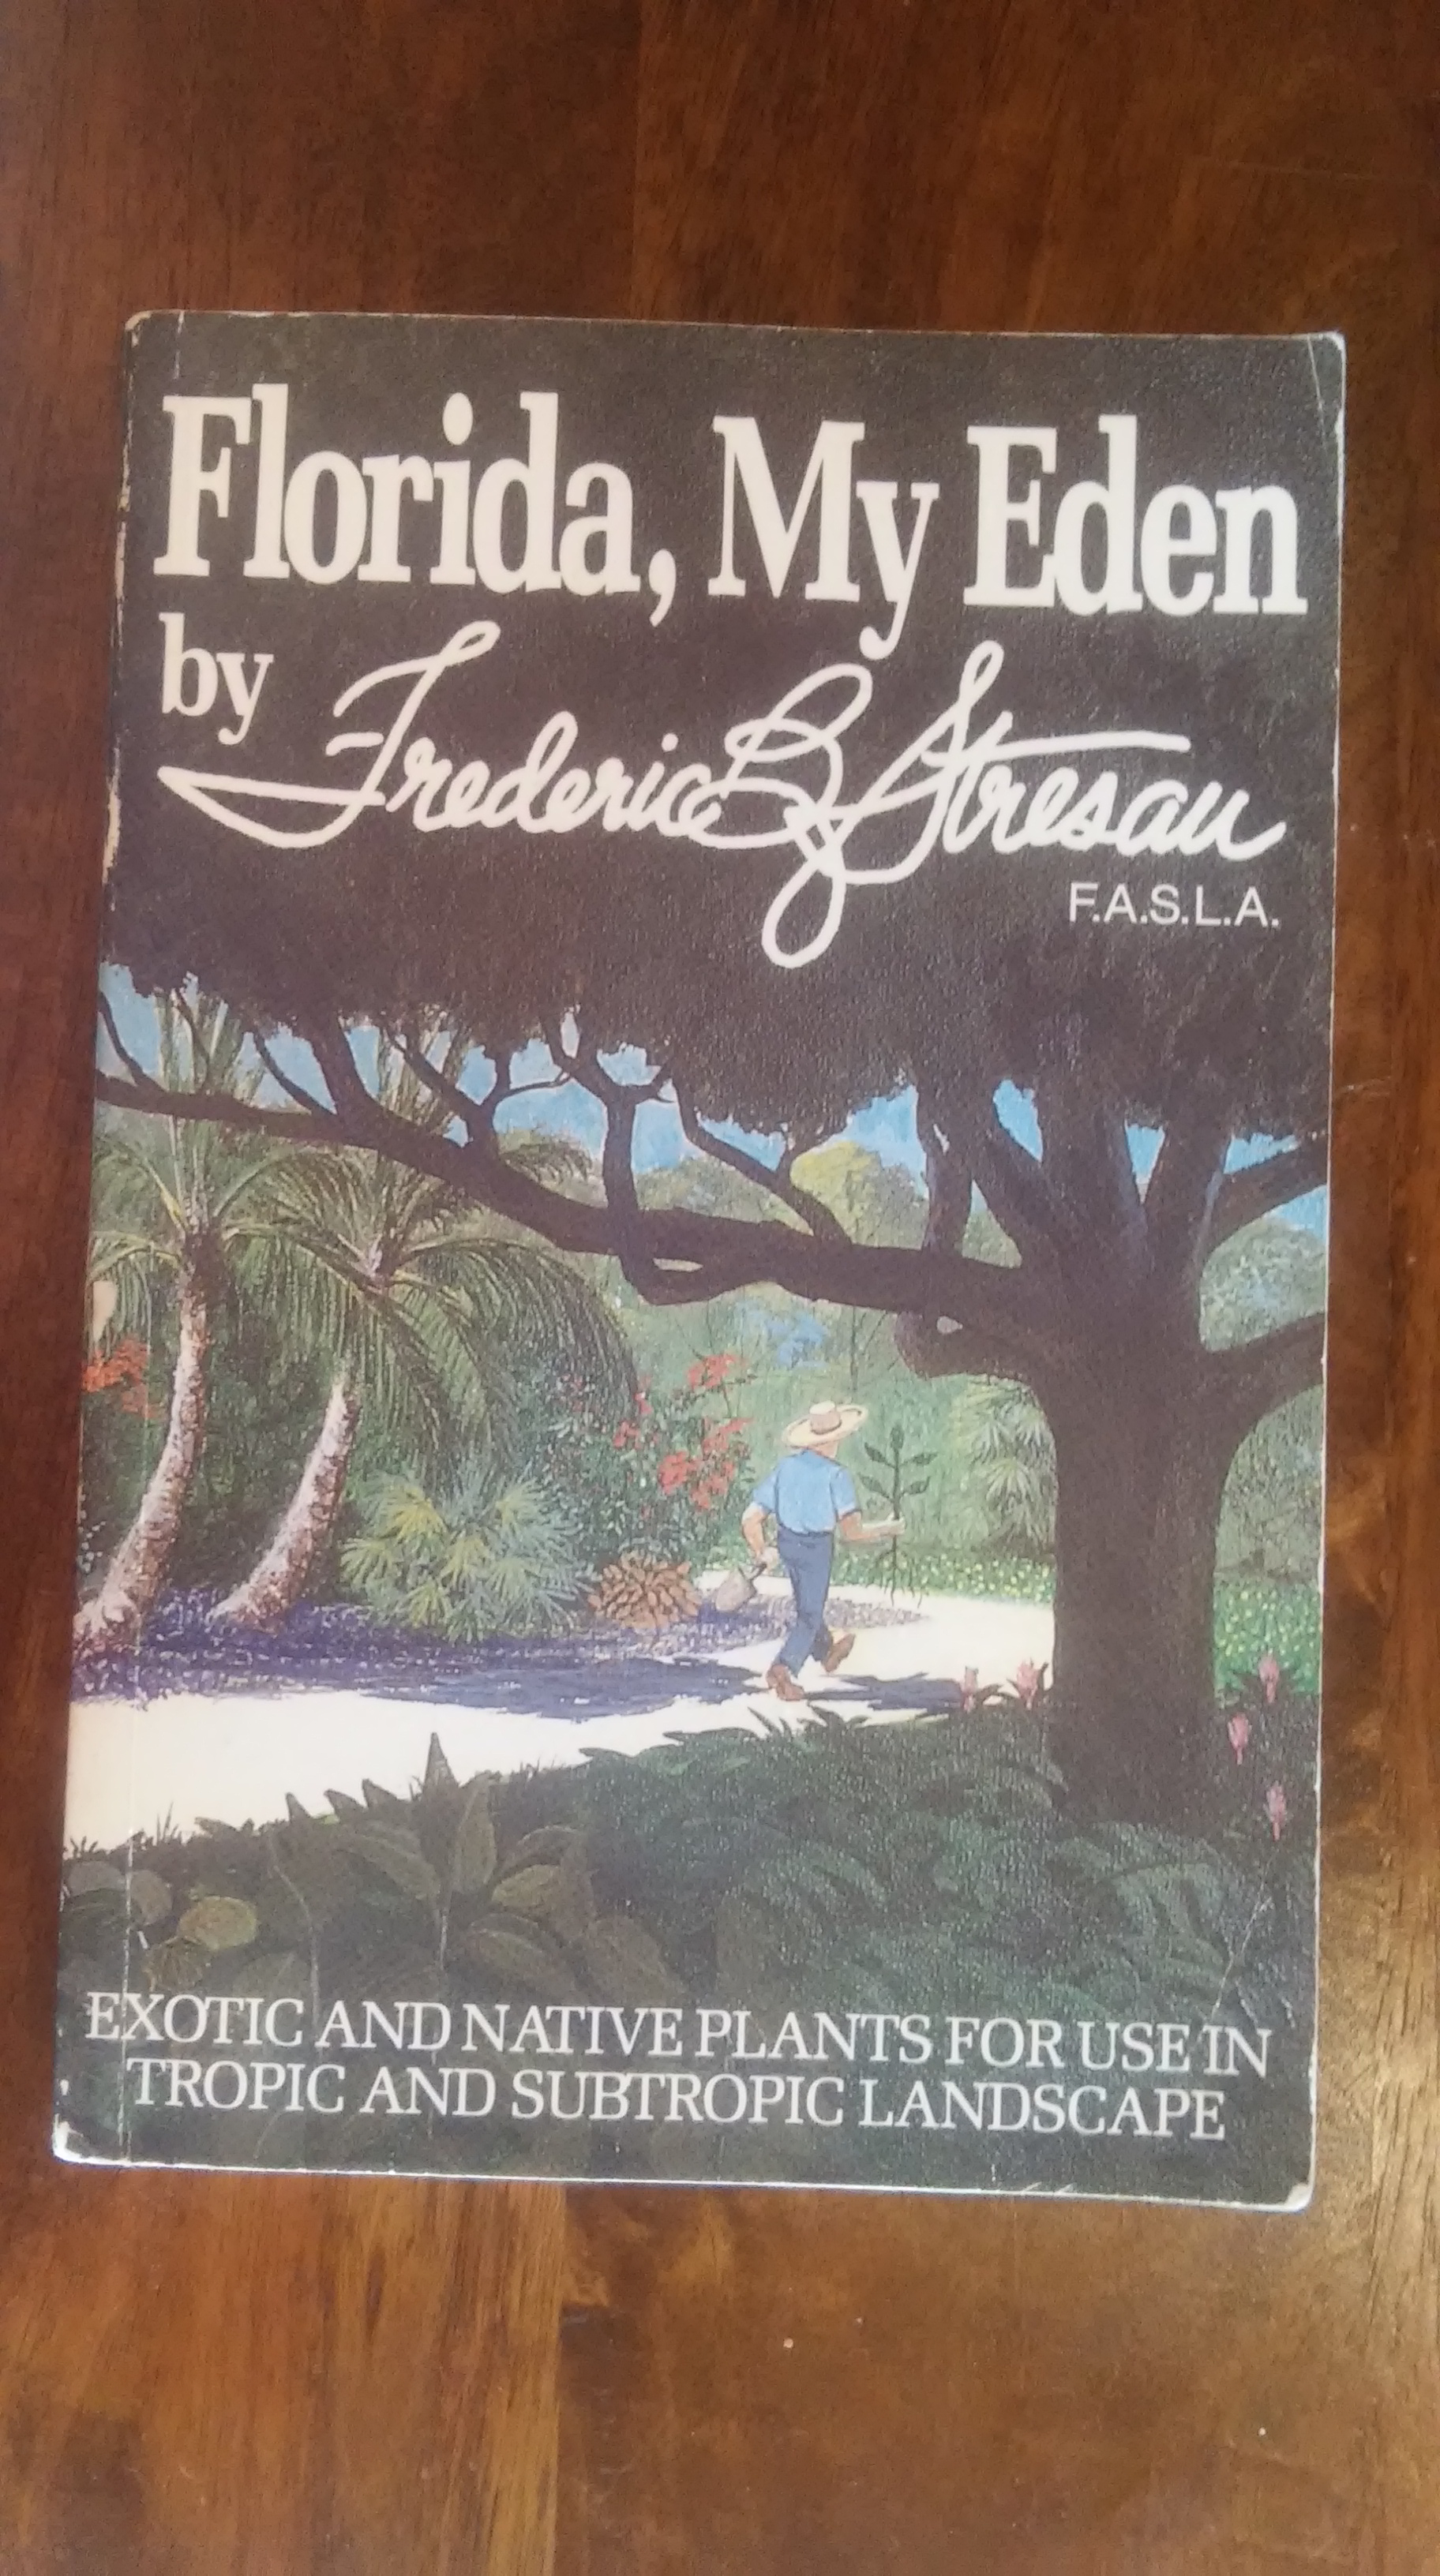 Florida, My Eden
by Frederic B. Stresau
F.A.S.L.A.
EXOTIC AND NATIVE PLANTS FOR USE IN
TROPIC AND SUBTROPIC LANDSCAPE